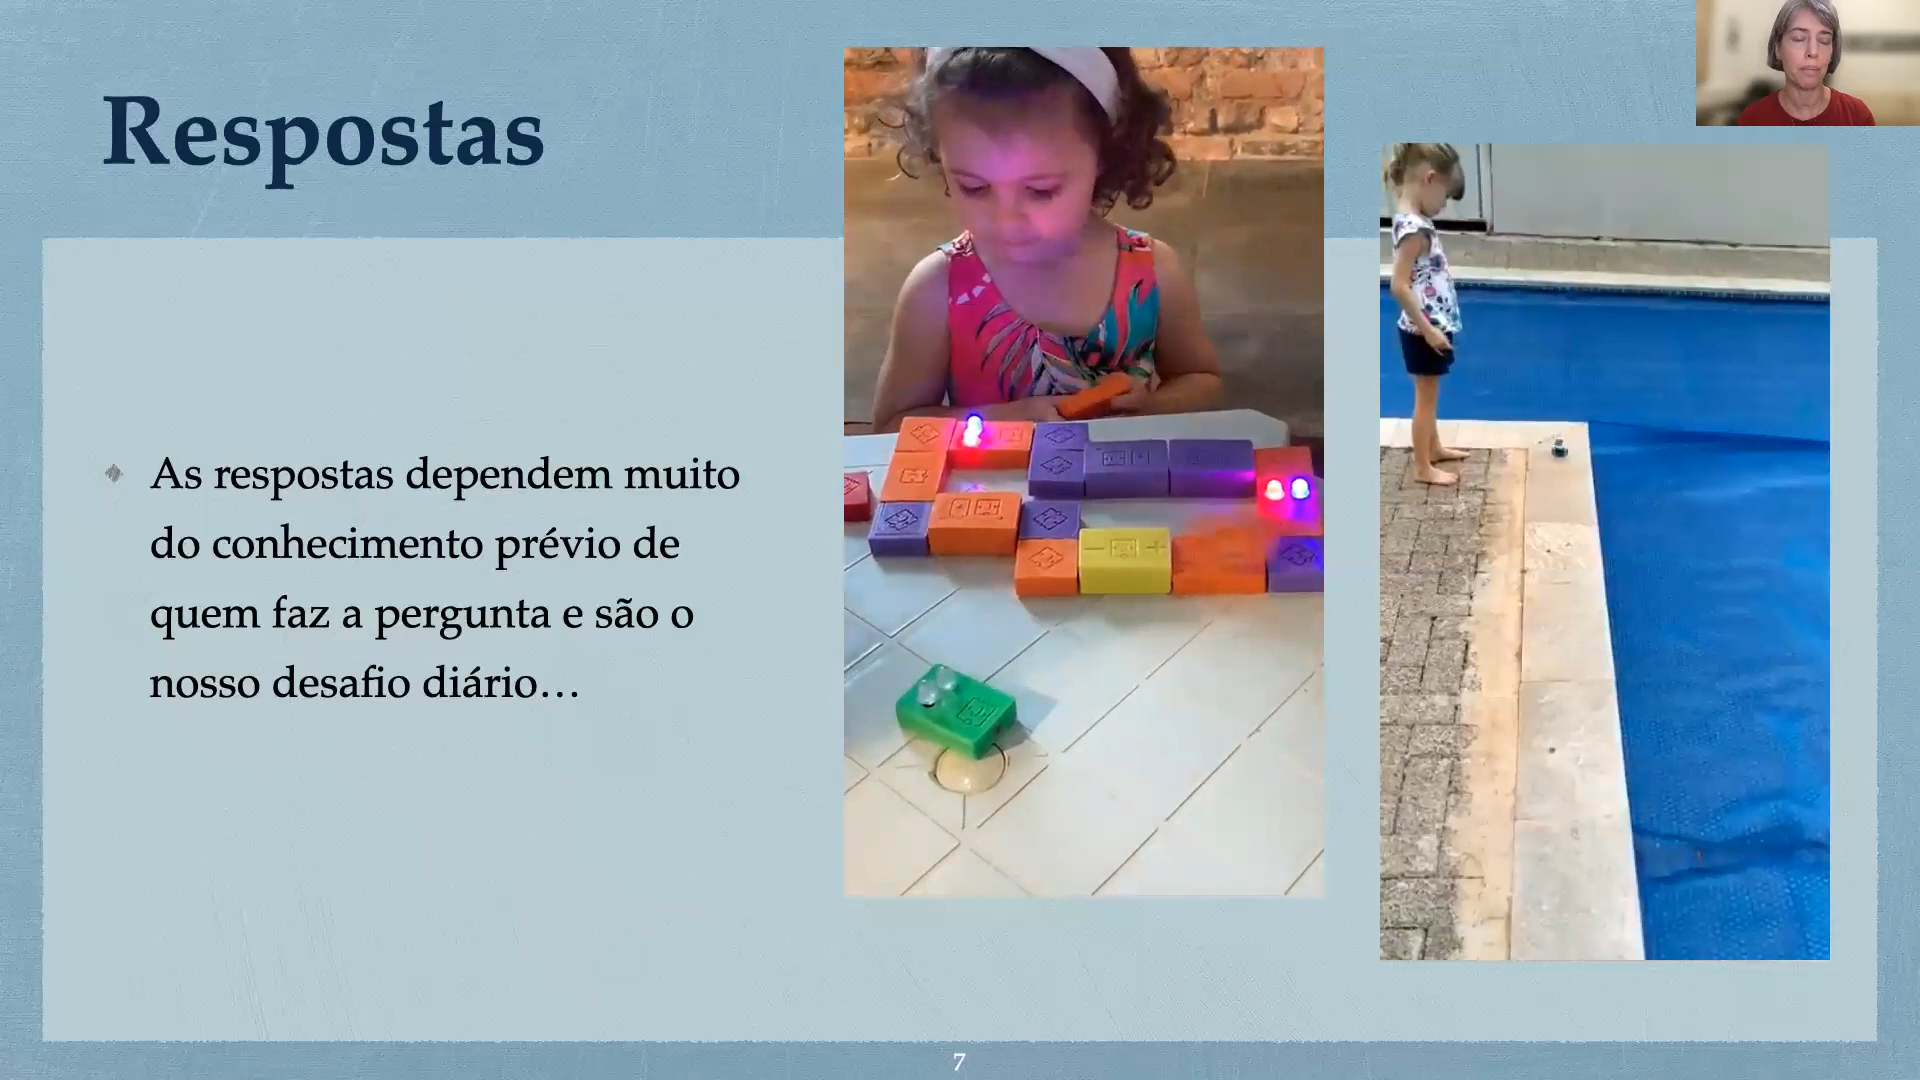 Respostas
As respostas dependem muito
do conhecimento prévio de
quem faz a pergunta e são o
nosso desafio diário…
7